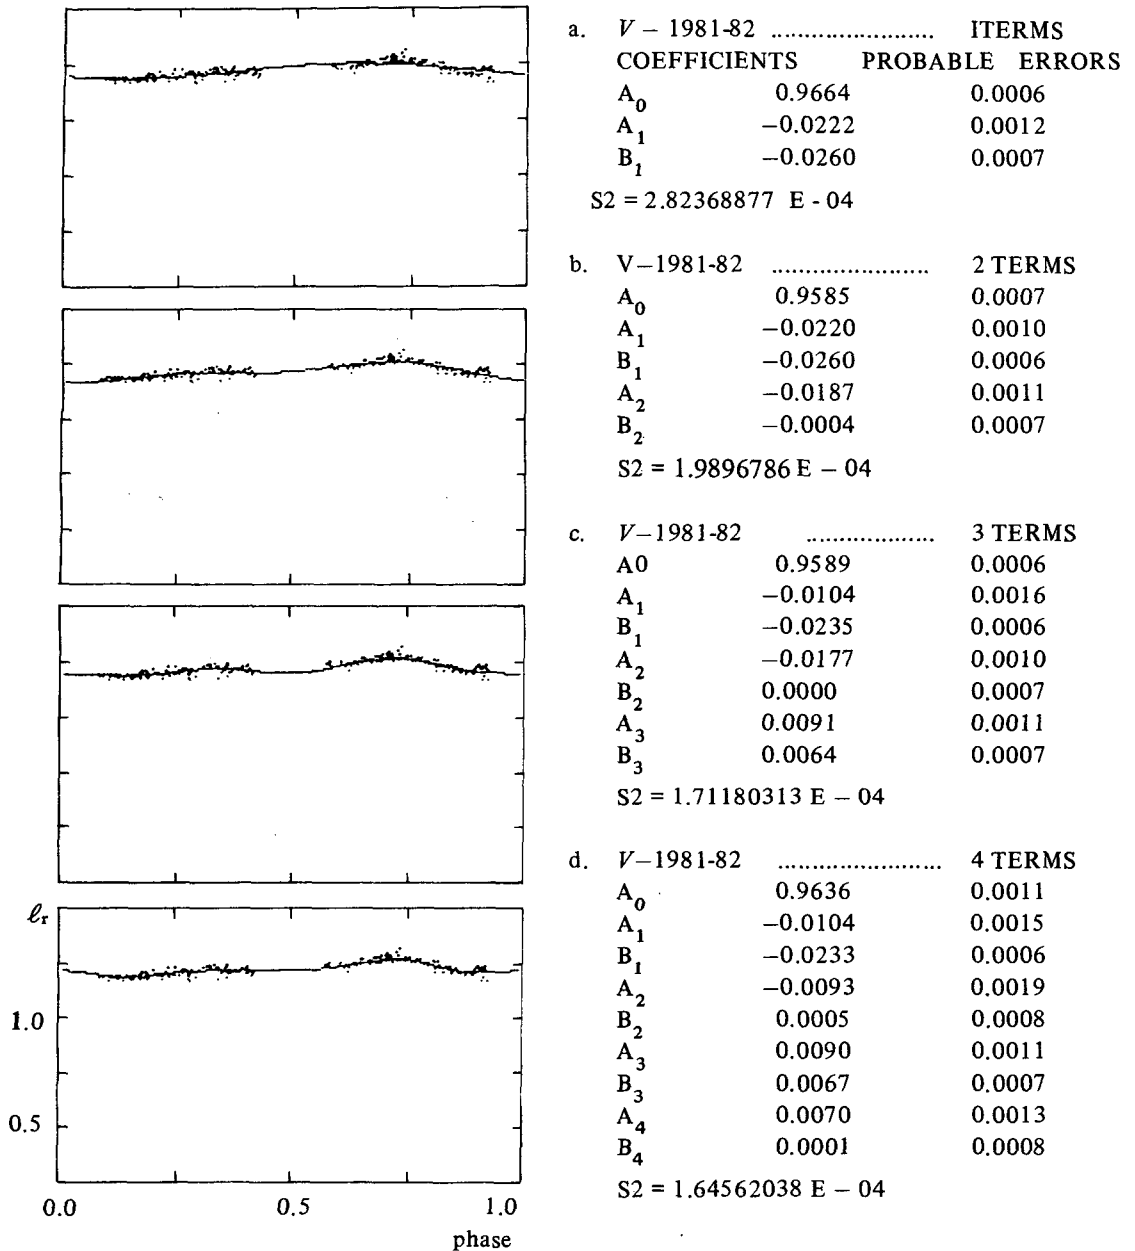 a. V – 1981-82 ........................ ITERMS
COEFFICIENTS PROBABLE ERRORS
A0 0.9664 0.0006
A1 –0.0222 0.0012
B1 –0.0260 0.0007
S2 = 2.82368877 E - 04
b. V–1981-82 ........................ 2 TERMS
A0 0.9585 0.0007
A1 –0.0220 0.0010
B1 –0.0260 0.0006
A2 –0.0187 0.0011
B2 –0.0004 0.0007
S2 = 1.9896786 E – 04
c. V–1981-82 ................... 3 TERMS
A0 0.9589 0.0006
A1 –0.0104 0.0016
B1 –0.0235 0.0006
A2 –0.0177 0.0010
B2 0.0000 0.0007
A3 0.0091 0.0011
B3 0.0064 0.0007
S2 = 1.71180313 E – 04
d. V–1981-82 ........................ 4 TERMS
A0 0.9636 0.0011
A1 –0.0104 0.0015
B1 –0.0233 0.0006
A2 –0.0093 0.0019
B2 0.0005 0.0008
A3 0.0090 0.0011
B3 0.0067 0.0007
A4 0.0070 0.0013
B4 0.0001 0.0008
S2 = 1.64562038 E – 04
ℓr
1.0
0.5
0.0 0.5 1.0
phase